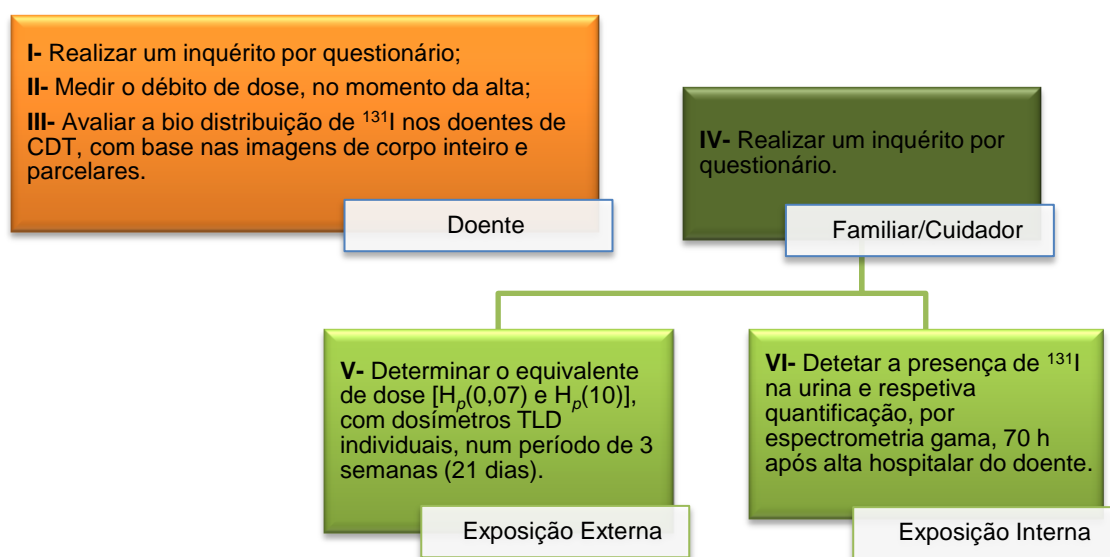 I- Realizar um inquérito por questionário;
II- Medir o débito de dose, no momento da alta;
III- Avaliar a bio distribuição de ¹³¹I nos doentes de
CDT, com base nas imagens de corpo inteiro e
parcelares.
Doente
IV- Realizar um inquérito por
questionário.
Familiar/Cuidador
V- Determinar o equivalente
de dose [Hₚ(0,07) e Hₚ(10)],
com dosímetros TLD
individuais, num período de 3
semanas (21 dias).
Exposição Externa
VI- Detetar a presença de ¹³¹I
na urina e respetiva
quantificação, por
espectrometria gama, 70 h
após alta hospitalar do doente.
Exposição Interna